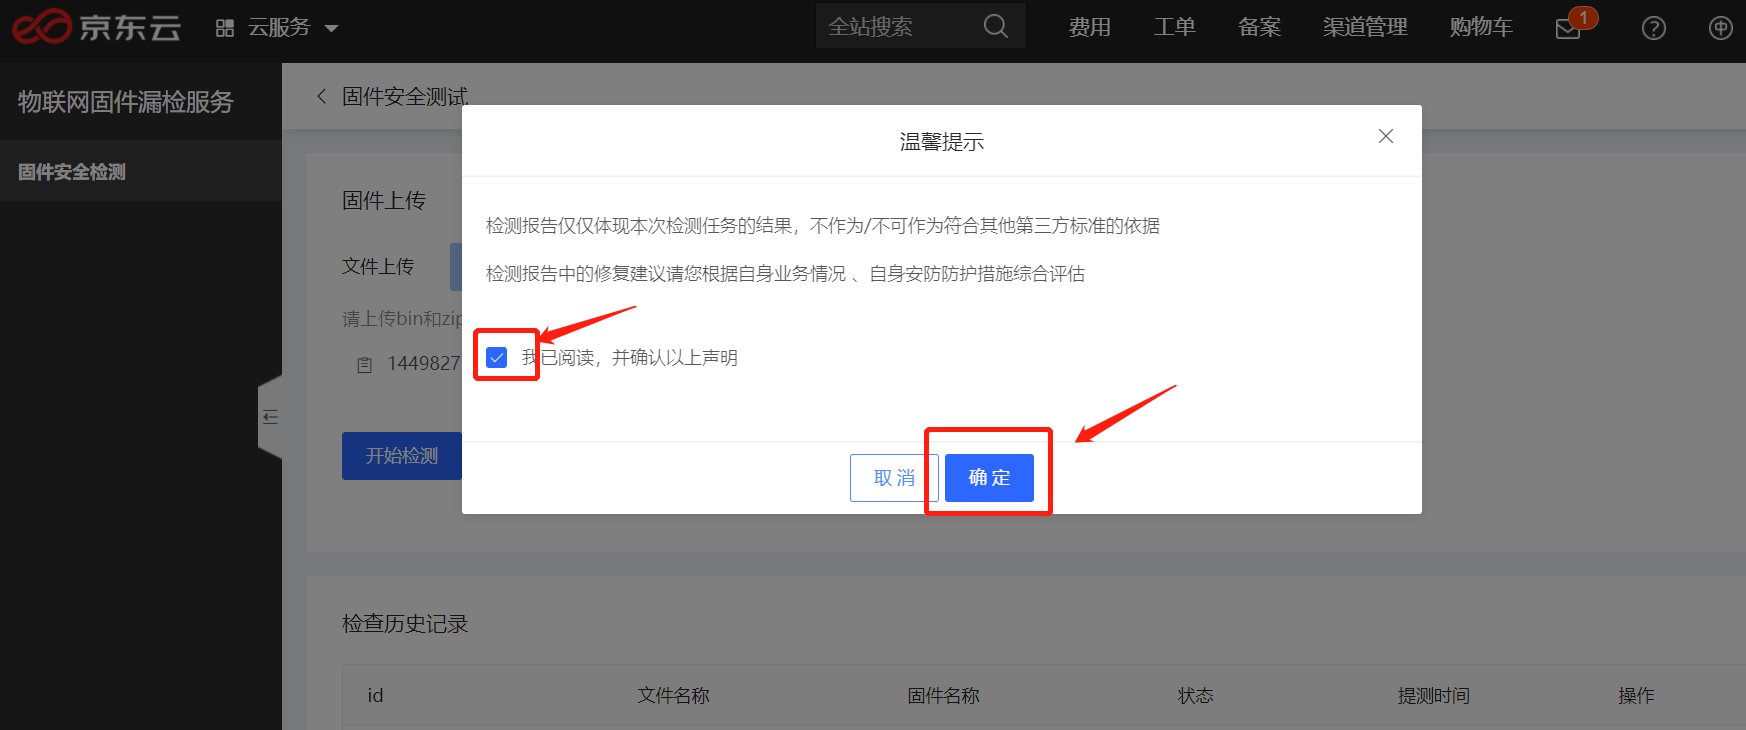 京东云
云服务
全站搜索
费用
工单
备案
渠道管理
购物车
1
中
物联网固件漏检服务
固件安全检测
固件安全测试
温馨提示
固件上传
检测报告仅仅体现本次检测任务的结果，不作为/不可作为符合其他第三方标准的依据
文件上传
检测报告中的修复建议请您根据自身业务情况 、自身安防防护措施综合评估
请上传bin和zip
1449827
我已阅读，并确认以上声明
开始检测
取消
确定
检查历史记录
id
文件名称
固件名称
状态
提测时间
操作